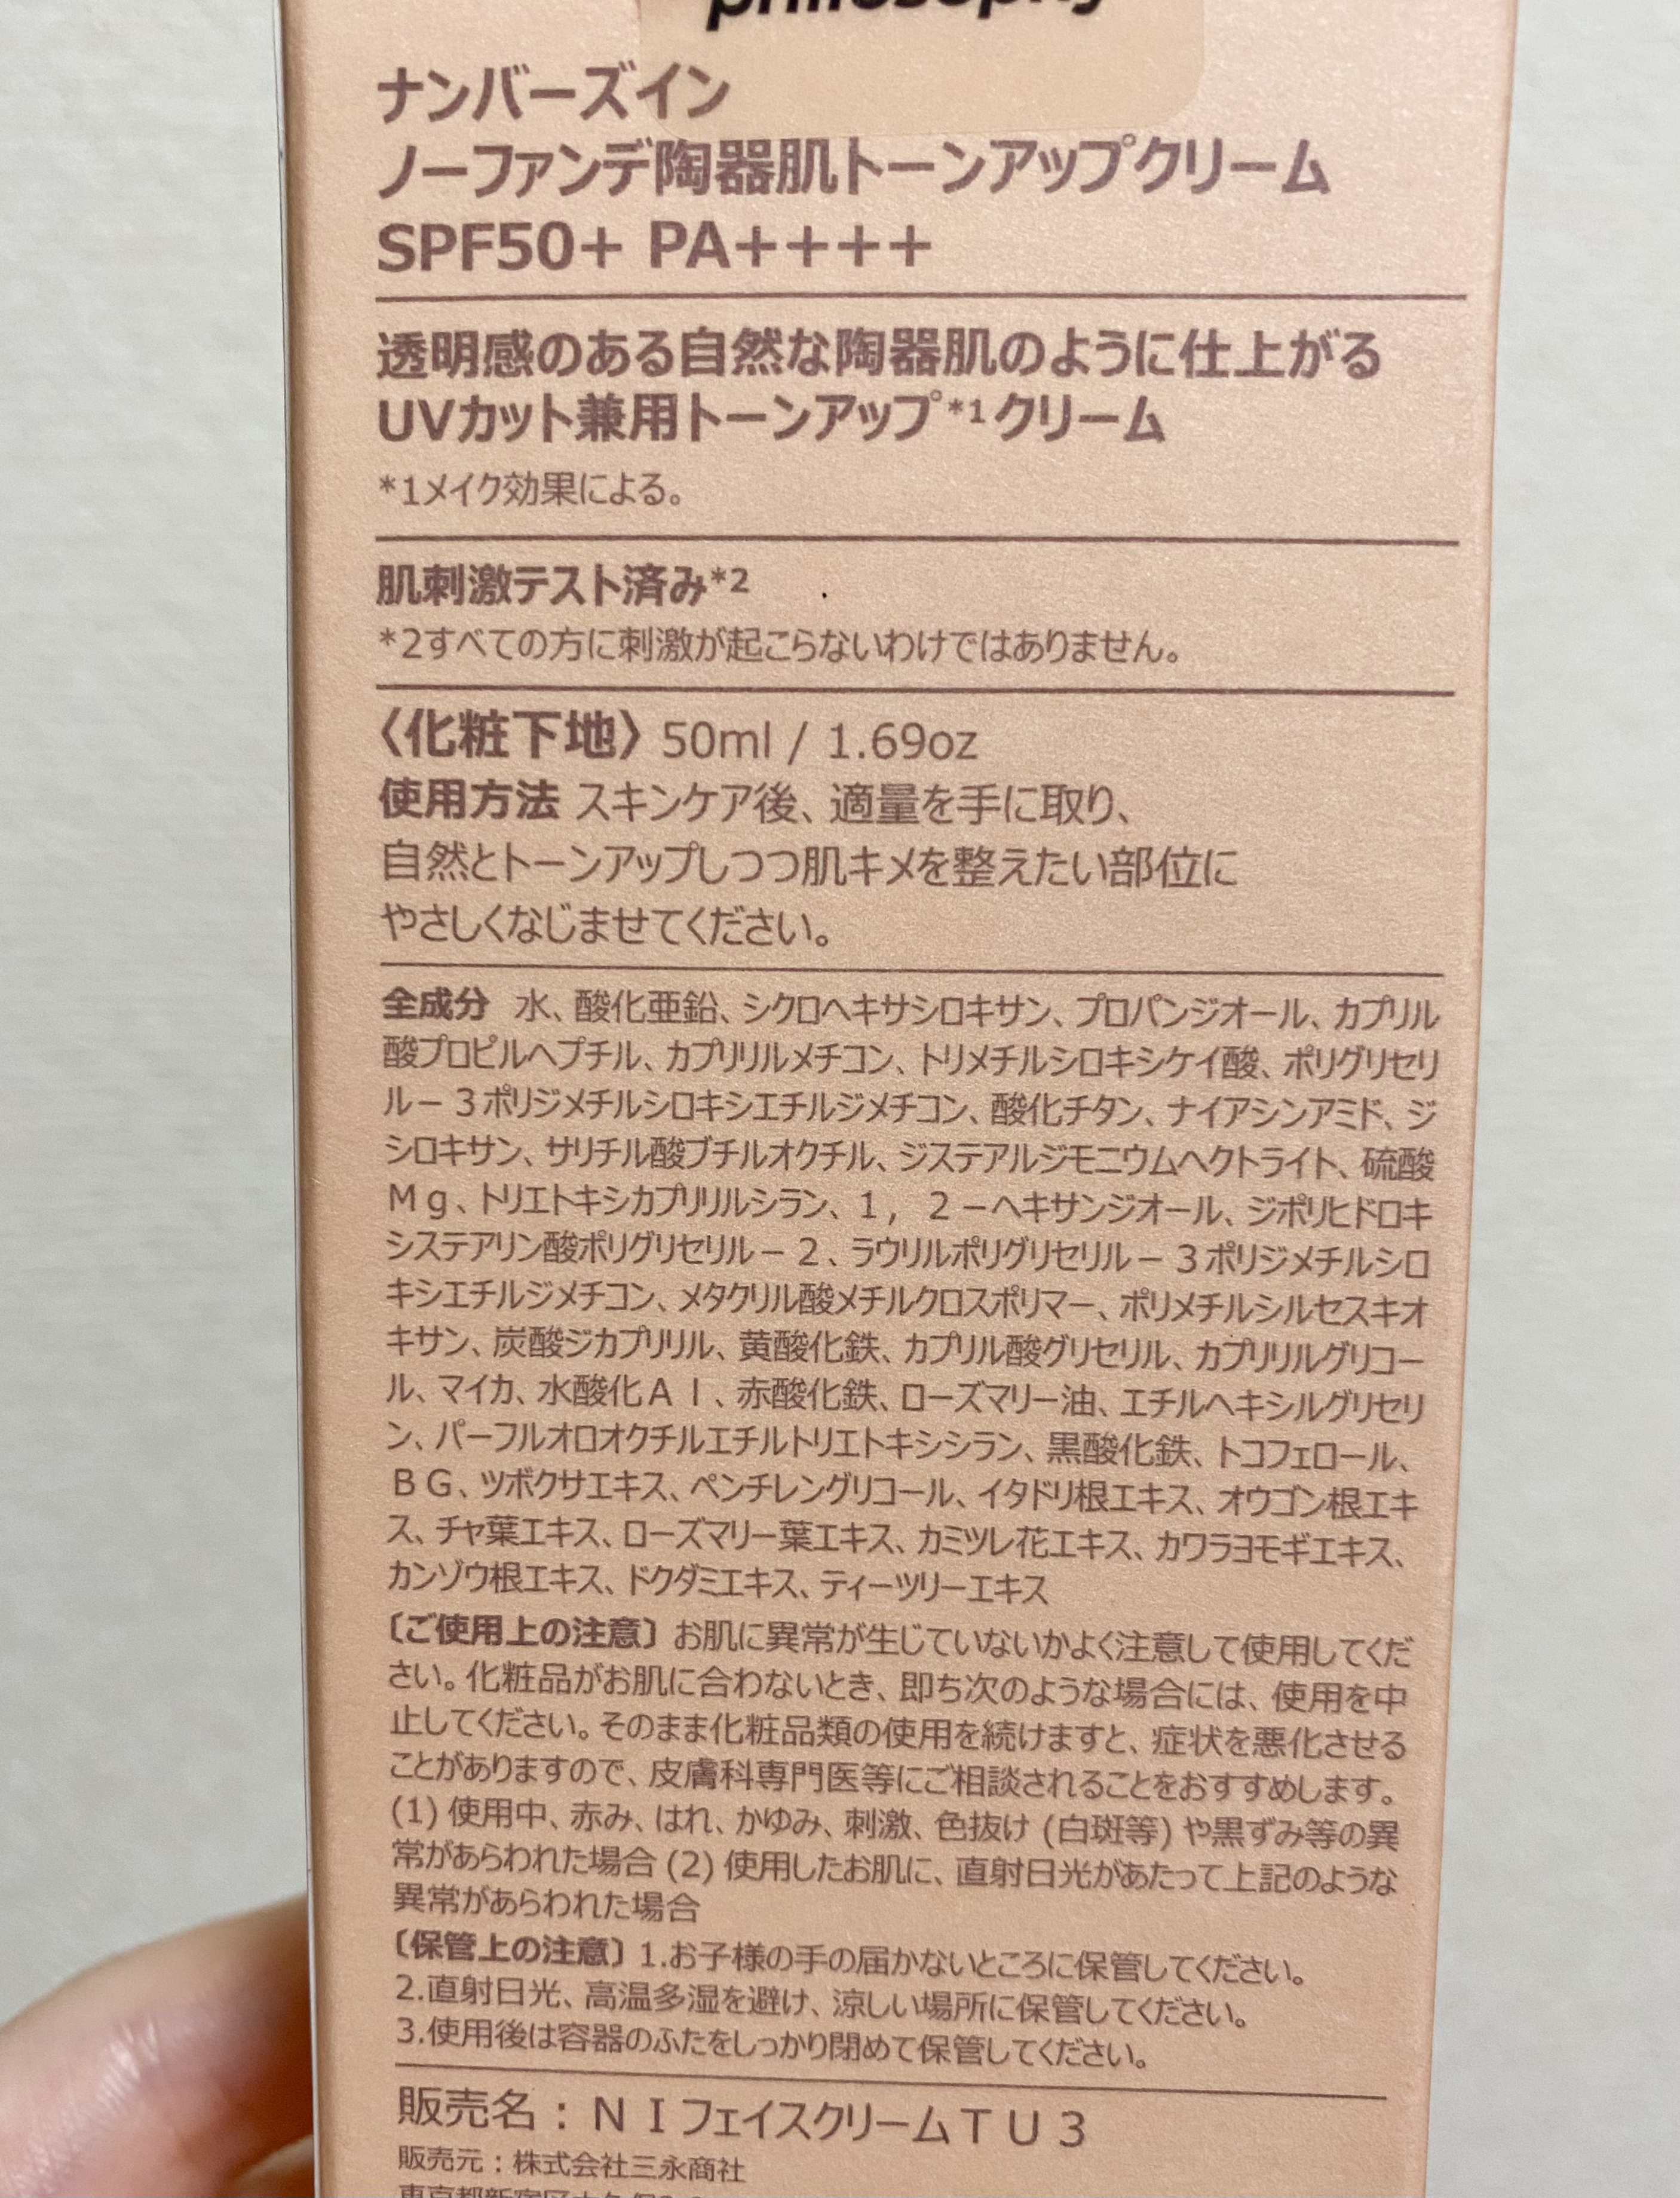 philosophy
ナンバーズイン
ノーファンデ陶器肌トーンアップクリーム
SPF50+ PA++++
透明感のある自然な陶器肌のように仕上がる
UVカット兼用トーンアップ*1クリーム
*1メイク効果による。
肌刺激テスト済み*2
*2すべての方に刺激が起こらないわけではありません。
〈化粧下地〉50ml / 1.69oz
使用方法 スキンケア後、適量を手に取り、
自然とトーンアップしつつ肌キメを整えたい部位に
やさしくなじませてください。
全成分 水、酸化亜鉛、シクロヘキサシロキサン、プロパンジオール、カプリル
酸プロピルヘプチル、カプリリルメチコン、トリメチルシロキシケイ酸、ポリグリセリ
ル－３ポリジメチルシロキシエチルジメチコン、酸化チタン、ナイアシンアミド、ジ
シロキサン、サリチル酸ブチルオクチル、ジステアルジモニウムヘクトライト、硫酸
Ｍｇ、トリエトキシカプリリルシラン、１，２－ヘキサンジオール、ジポリヒドロキ
システアリン酸ポリグリセリル－２、ラウリルポリグリセリル－３ポリジメチルシロ
キシエチルジメチコン、メタクリル酸メチルクロスポリマー、ポリメチルシルセスキオ
キサン、炭酸ジカプリリル、黄酸化鉄、カプリル酸グリセリル、カプリリルグリコー
ル、マイカ、水酸化Ａｌ、赤酸化鉄、ローズマリー油、エチルヘキシルグリセリ
ン、パーフルオロオクチルエチルトリエトキシシラン、黒酸化鉄、トコフェロール、
ＢＧ、ツボクサエキス、ペンチレングリコール、イタドリ根エキス、オウゴン根エキ
ス、チャ葉エキス、ローズマリー葉エキス、カミツレ花エキス、カワラヨモギエキス、
カンゾウ根エキス、ドクダミエキス、ティーツリーエキス
〔ご使用上の注意〕お肌に異常が生じていないかよく注意して使用してくだ
さい。化粧品がお肌に合わないとき、即ち次のような場合には、使用を中
止してください。そのまま化粧品類の使用を続けますと、症状を悪化させる
ことがありますので、皮膚科専門医等にご相談されることをおすすめします。
(1) 使用中、赤み、はれ、かゆみ、刺激、色抜け (白斑等) や黒ずみ等の異
常があらわれた場合 (2) 使用したお肌に、直射日光があたって上記のような
異常があらわれた場合
〔保管上の注意〕1.お子様の手の届かないところに保管してください。
2.直射日光、高温多湿を避け、涼しい場所に保管してください。
3.使用後は容器のふたをしっかり閉めて保管してください。
販売名：ＮＩフェイスクリームＴＵ３
販売元：株式会社三永商社